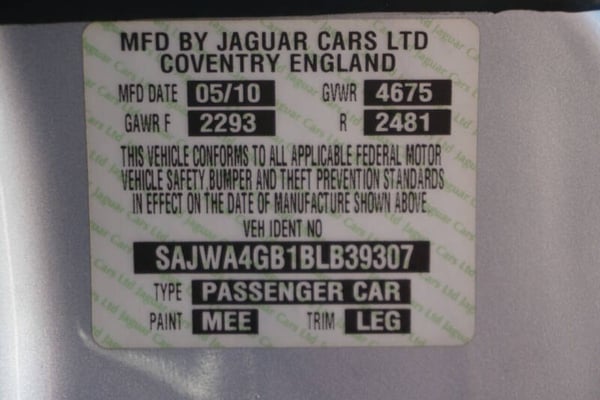 MFD BY JAGUAR CARS LTD
COVENTRY ENGLAND
MFD DATE 05/10 GVWR 4675
GAWR F 2293 R 2481
THIS VEHICLE CONFORMS TO ALL APPLICABLE FEDERAL MOTOR
VEHICLE SAFETY,BUMPER AND THEFT PREVENTION STANDARDS
IN EFFECT ON THE DATE OF MANUFACTURE SHOWN ABOVE
VEH IDENT NO
SAJWA4GB1BLB39307
TYPE PASSENGER CAR
PAINT MEE TRIM LEG